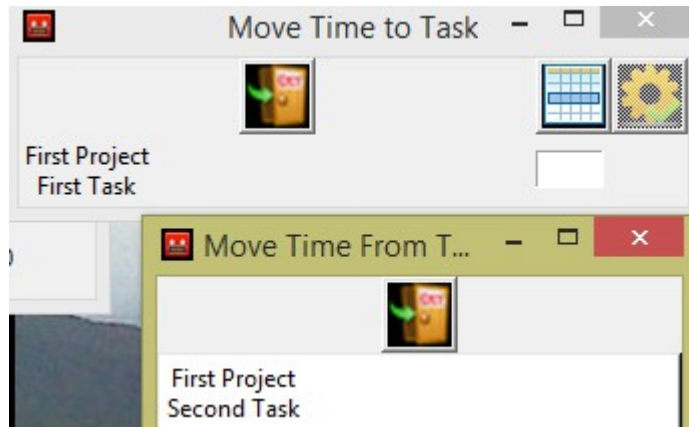 Move Time to Task
First Project
First Task
Move Time From T...
First Project
Second Task